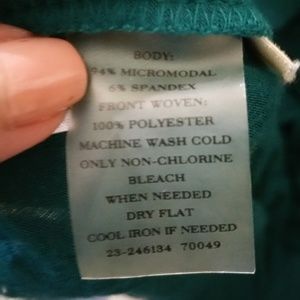 BODY:
94% MICROMODAL
6% SPANDEX
FRONT WOVEN:
100% POLYESTER
MACHINE WASH COLD
ONLY NON-CHLORINE
BLEACH
WHEN NEEDED
DRY FLAT
COOL IRON IF NEEDED
23-246134 70049